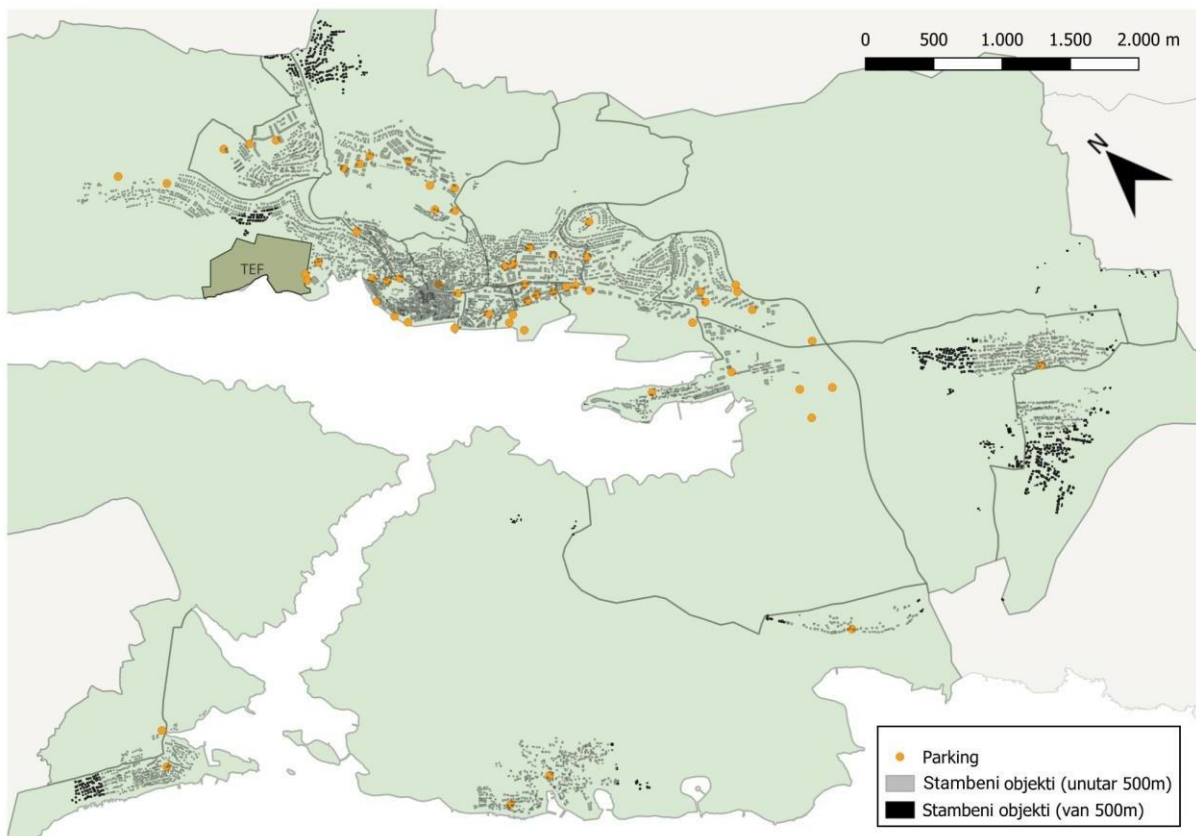 0 500 1.000 1.500 2.000 m
N
TEF
Parking
Stambeni objekti (unutar 500m)
Stambeni objekti (van 500m)